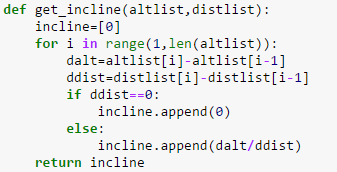 def get_incline(altlist,distlist):
    incline=[0]
    for i in range(1,len(altlist)):
        dalt=altlist[i]-altlist[i-1]
        ddist=distlist[i]-distlist[i-1]
        if ddist==0:
            incline.append(0)
        else:
            incline.append(dalt/ddist)
    return incline